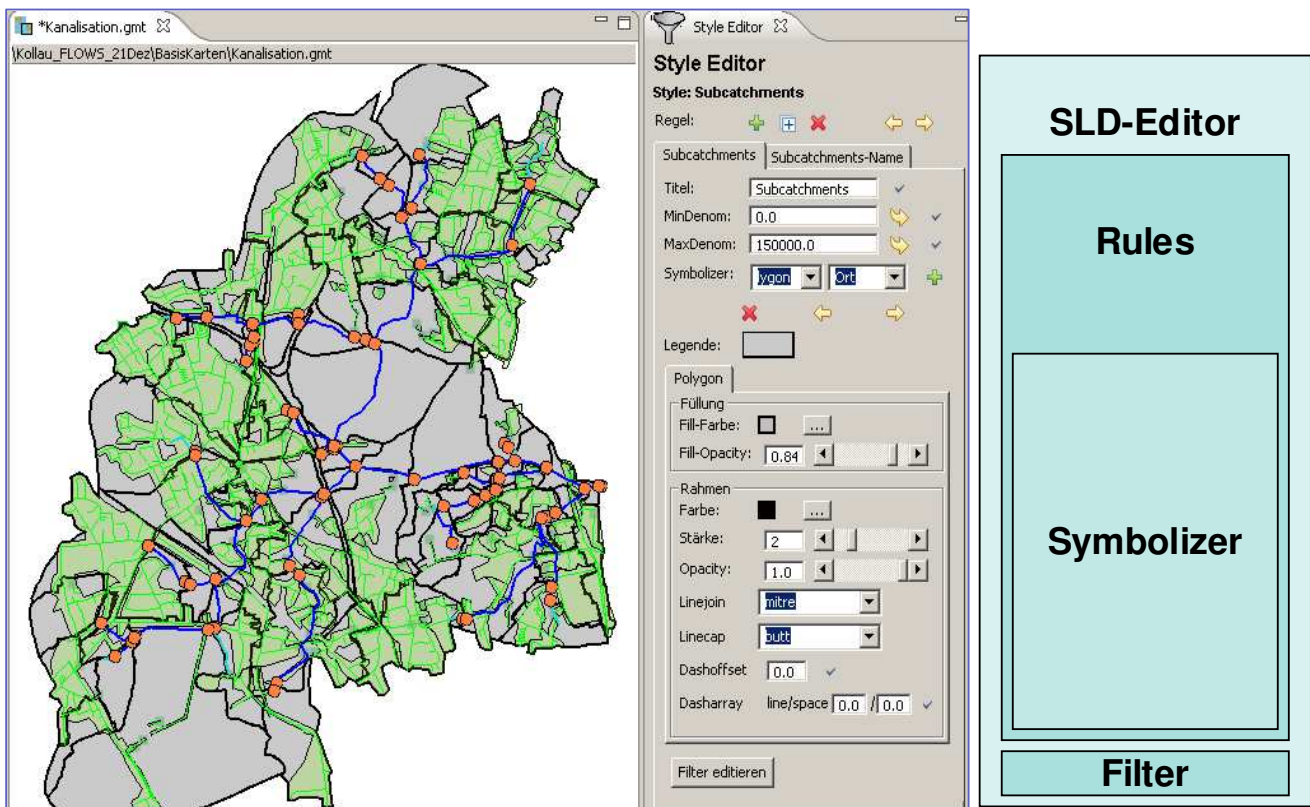 *Kanalisation.gmt
\Kollau_FLOWS_21Dez\BasisKarten\Kanalisation.gmt
Style Editor
Style Editor
Style: Subcatchments
Regel:
Subcatchments Subcatchments-Name
Titel: Subcatchments
MinDenom: 0.0
MaxDenom: 150000.0
Symbolizer: lygon Ort
Legende:
Polygon
Füllung
Fill-Farbe: ...
Fill-Opacity: 0.84
Rahmen
Farbe: ...
Stärke: 2
Opacity: 1.0
Linejoin mitre
Linecap butt
Dashoffset 0.0
Dasharray line/space 0.0 / 0.0
Filter editieren
SLD-Editor
Rules
Symbolizer
Filter